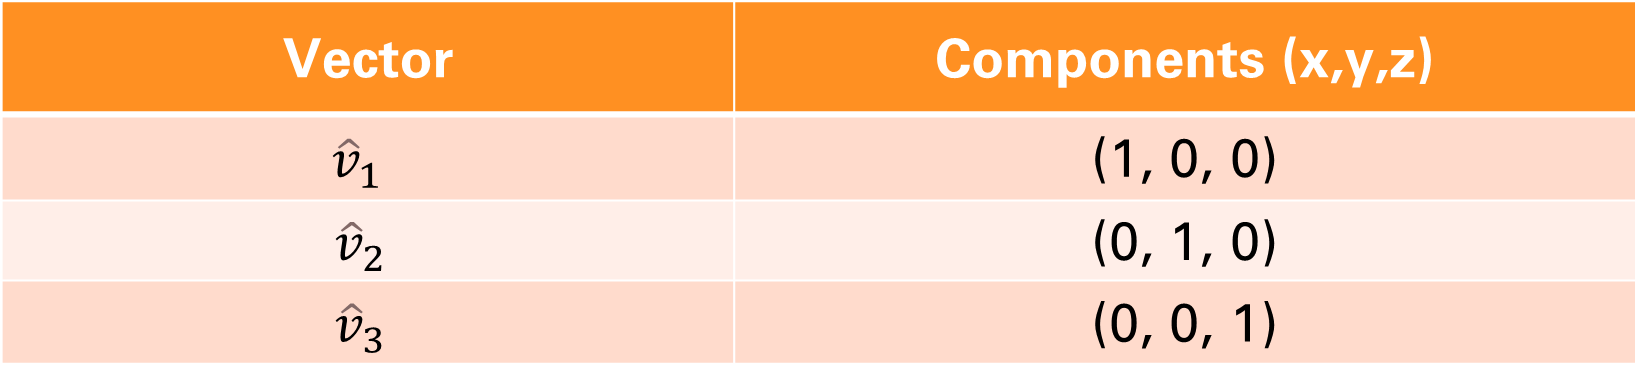 Vector Components (x,y,z)
v̂₁ (1, 0, 0)
v̂₂ (0, 1, 0)
v̂₃ (0, 0, 1)